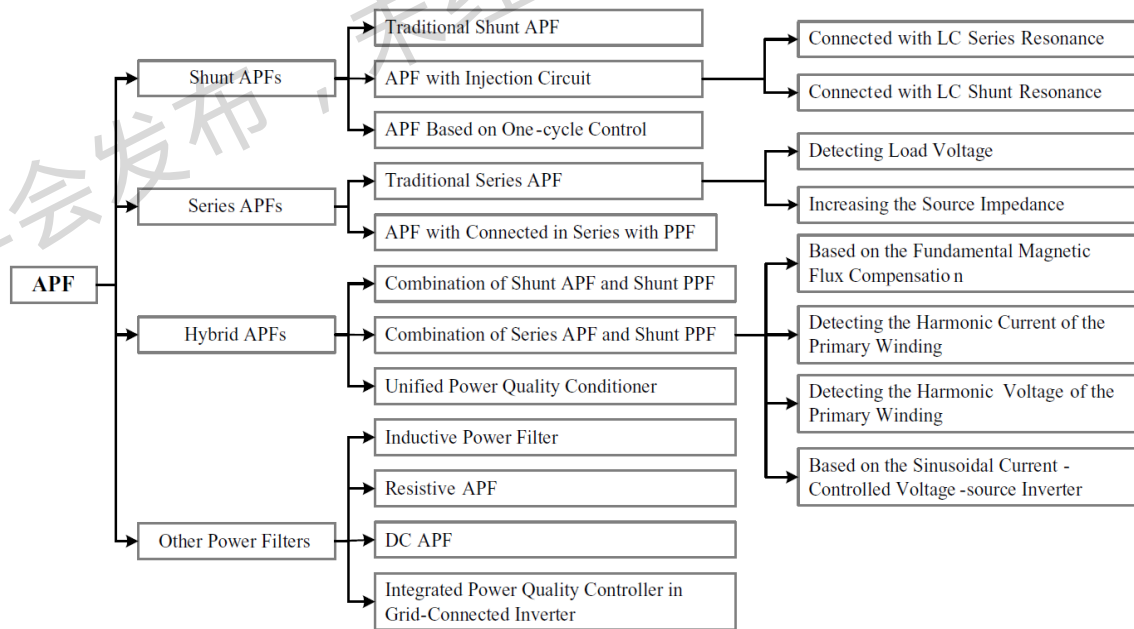 APF
Shunt APFs
Traditional Shunt APF
APF with Injection Circuit
Connected with LC Series Resonance
Connected with LC Shunt Resonance
APF Based on One-cycle Control
Series APFs
Traditional Series APF
Detecting Load Voltage
Increasing the Source Impedance
APF with Connected in Series with PPF
Hybrid APFs
Combination of Shunt APF and Shunt PPF
Combination of Series APF and Shunt PPF
Based on the Fundamental Magnetic
Flux Compensation
Detecting the Harmonic Current of the
Primary Winding
Detecting the Harmonic Voltage of the
Primary Winding
Based on the Sinusoidal Current -
Controlled Voltage -source Inverter
Unified Power Quality Conditioner
Other Power Filters
Inductive Power Filter
Resistive APF
DC APF
Integrated Power Quality Controller in
Grid-Connected Inverter
会发布，未